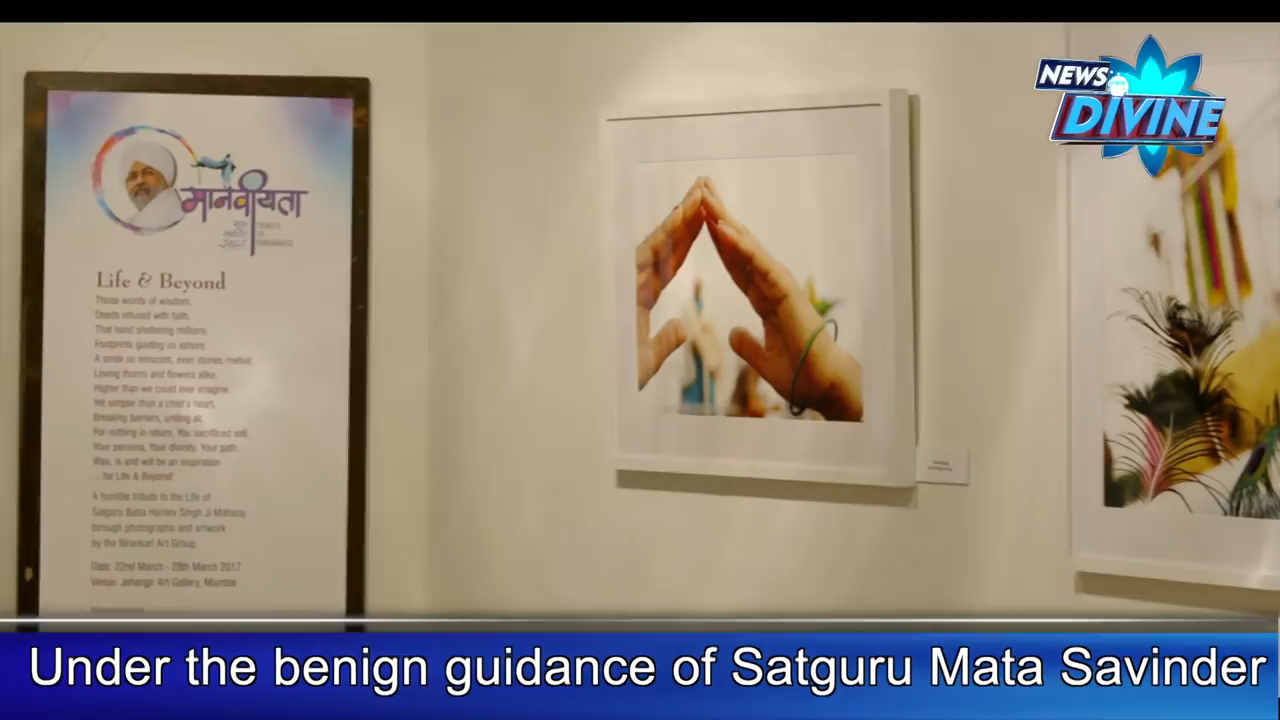 NEWS
DIVINE
मानवीयता
Life & Beyond
Those words of wisdom,
Deeds infused with faith,
That hand sheltering millions
Footprints guiding us ashore,
A smile so innocent, even stones melted,
Loving thorns and flowers alike,
Higher than we could ever imagine,
Yet simpler than a child's heart,
Breaking barriers, uniting all,
For nothing in return, You sacrificed self,
Your persona, Your divinity, Your path,
Was, is and will be an inspiration
...for Life & Beyond!
A humble tribute to the Life of
Satguru Baba Hardev Singh Ji Maharaj
through photographs and artwork
by the Nirankari Art Group.
Date: 22nd March - 28th March 2017
Venue: Jehangir Art Gallery, Mumbai
Under the benign guidance of Satguru Mata Savinder